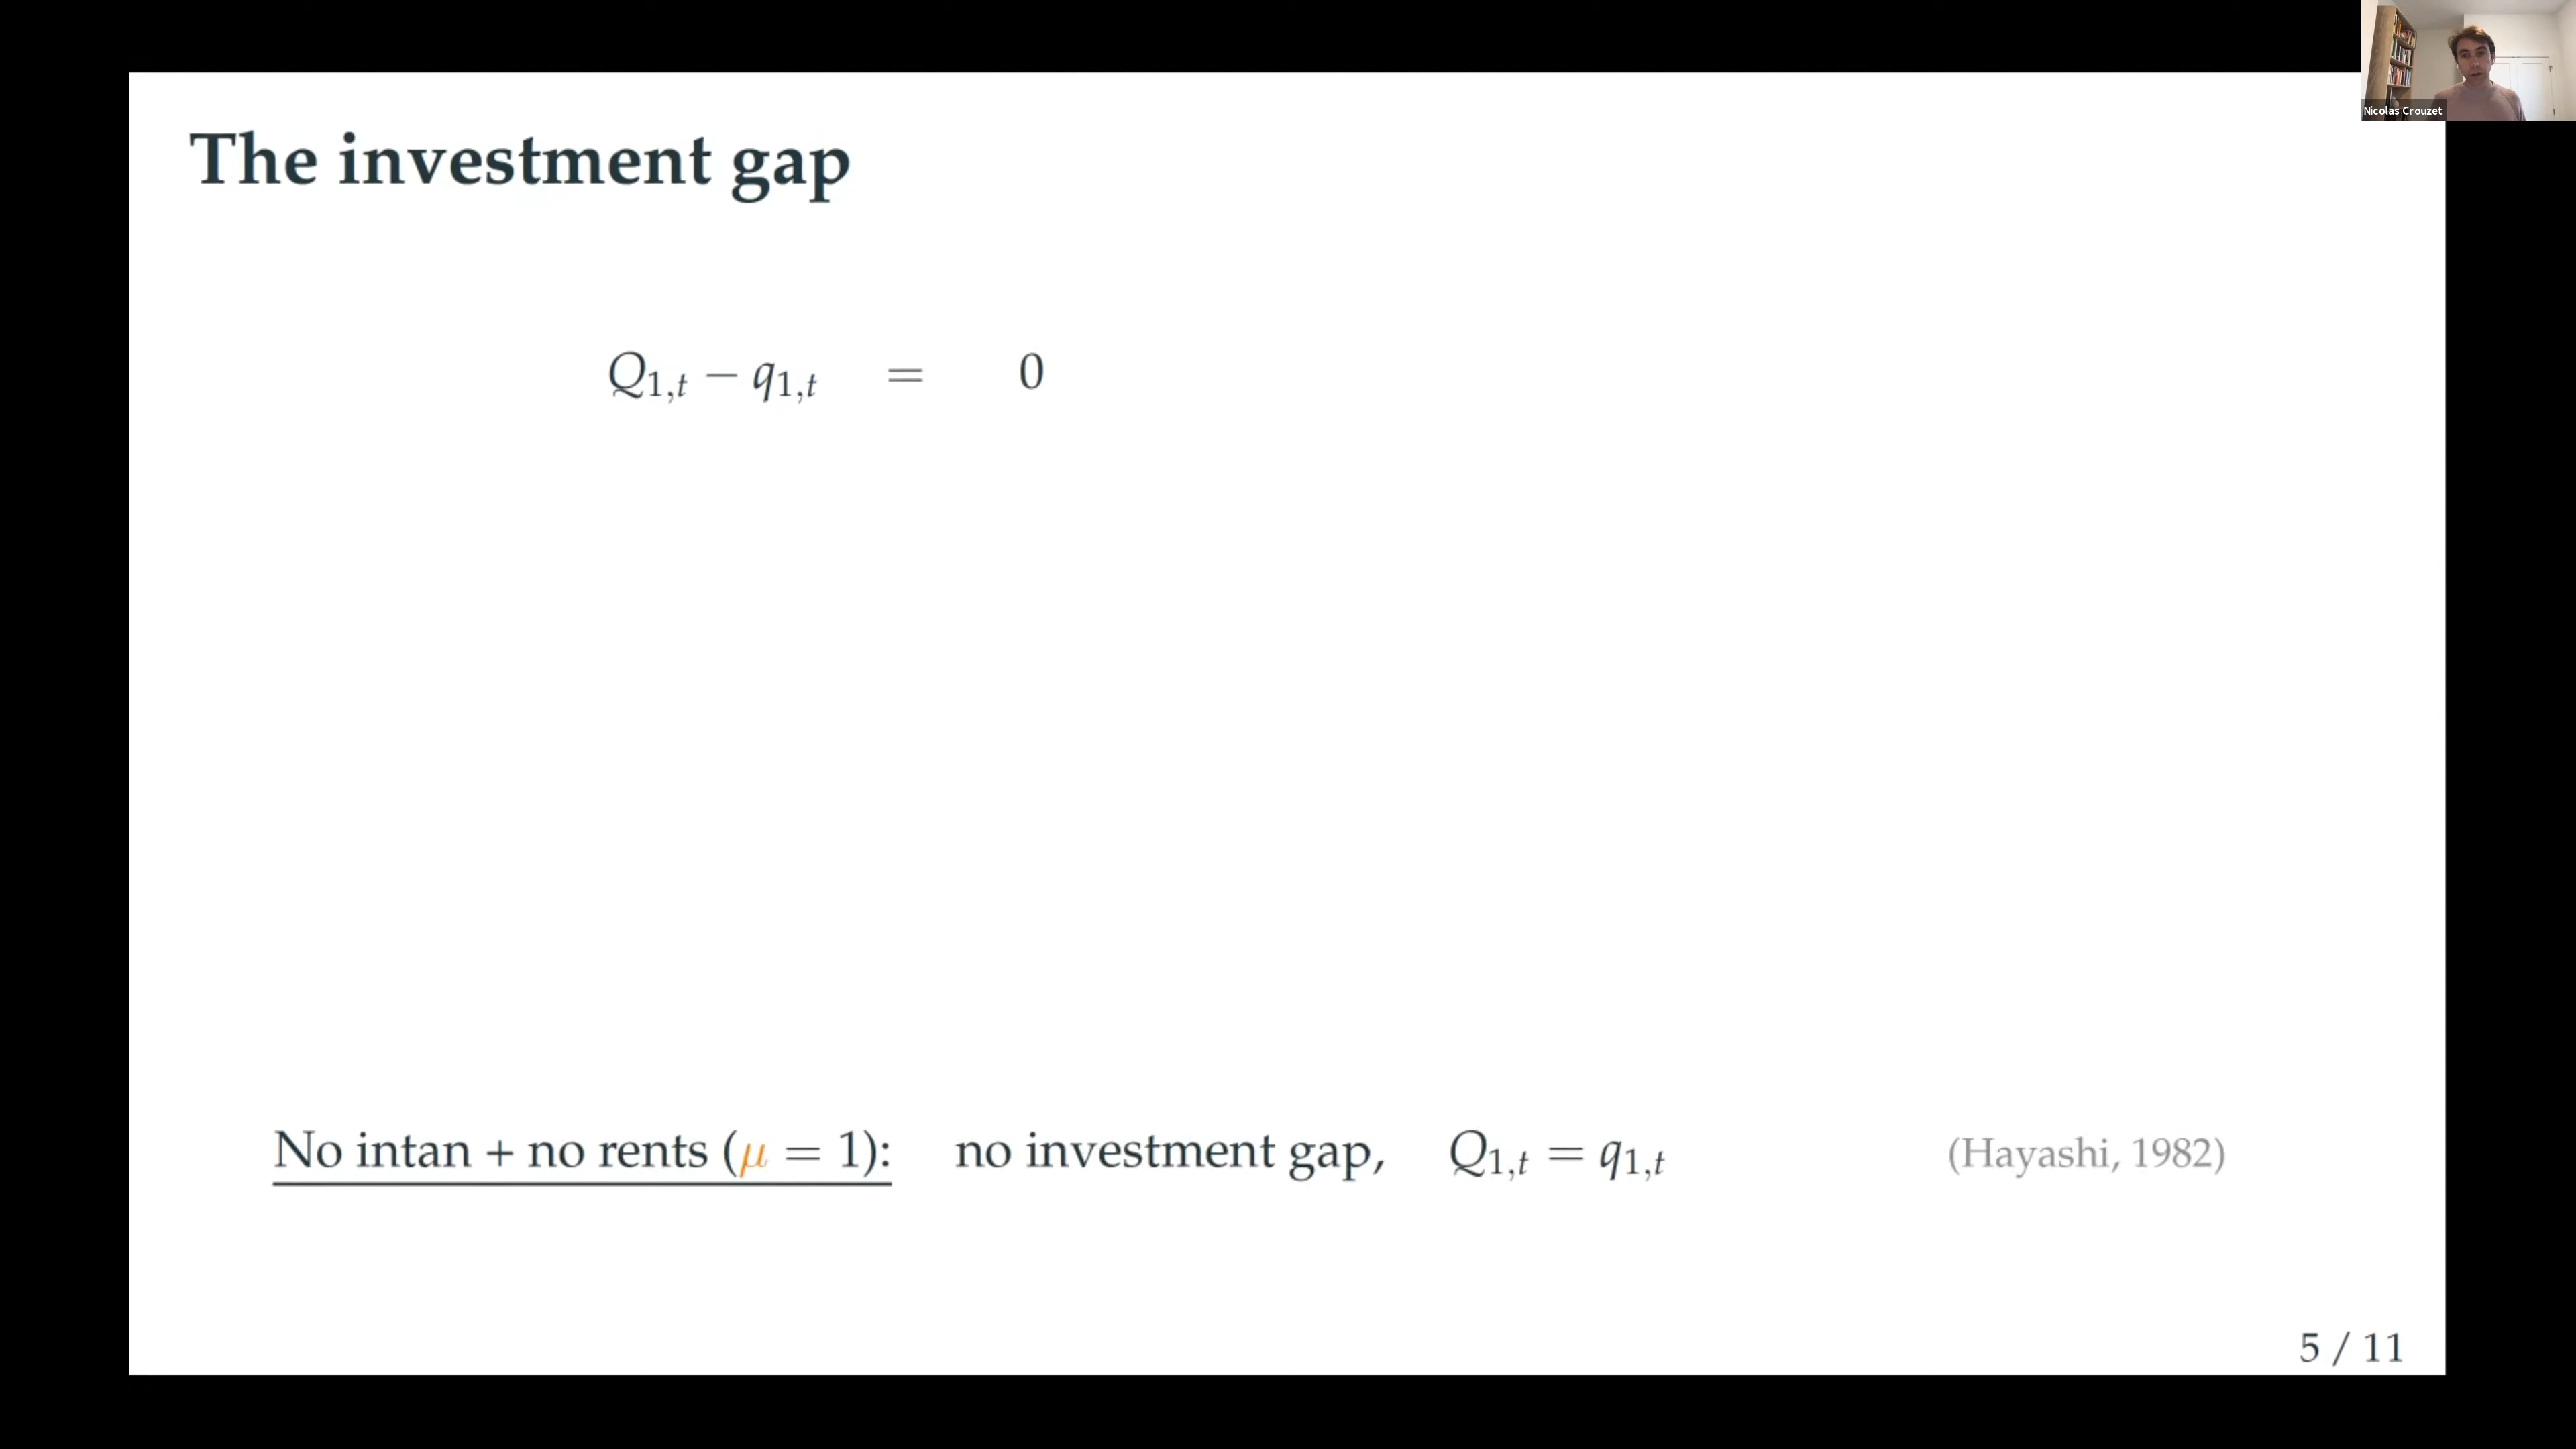 Nicolas Crouzet
The investment gap
Q₁,ₜ − q₁,ₜ = 0
No intan + no rents (μ = 1): no investment gap, Q₁,ₜ = q₁,ₜ (Hayashi, 1982)
5 / 11